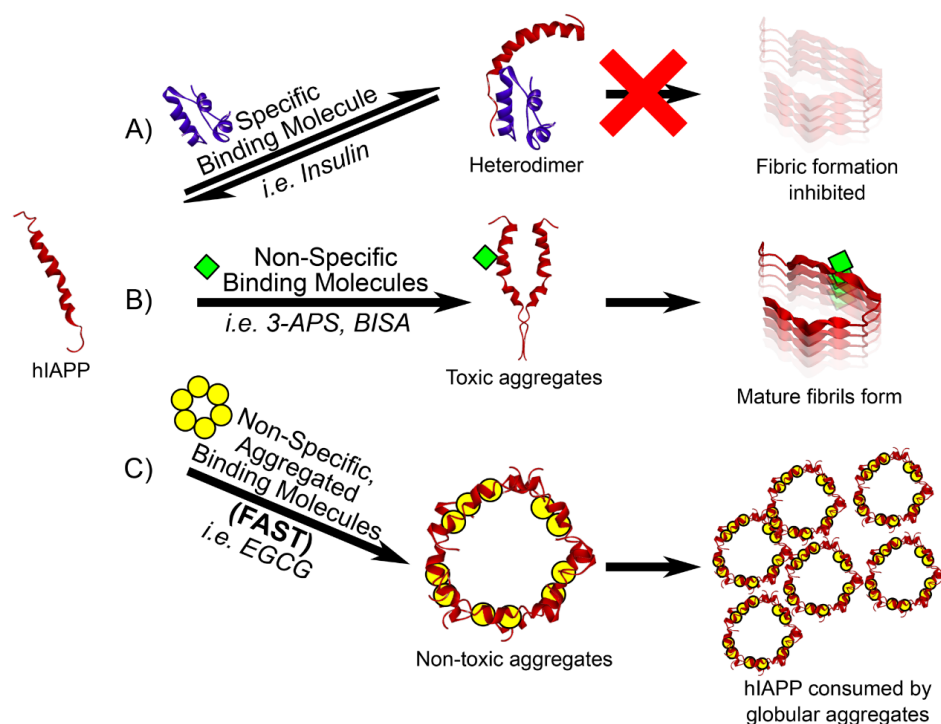 A)
Specific
Binding Molecule
i.e. Insulin
Heterodimer
Fibric formation
inhibited
hIAPP
B)
Non-Specific
Binding Molecules
i.e. 3-APS, BISA
Toxic aggregates
Mature fibrils form
C)
Non-Specific,
Aggregated
Binding Molecules
(FAST)
i.e. EGCG
Non-toxic aggregates
hIAPP consumed by
globular aggregates